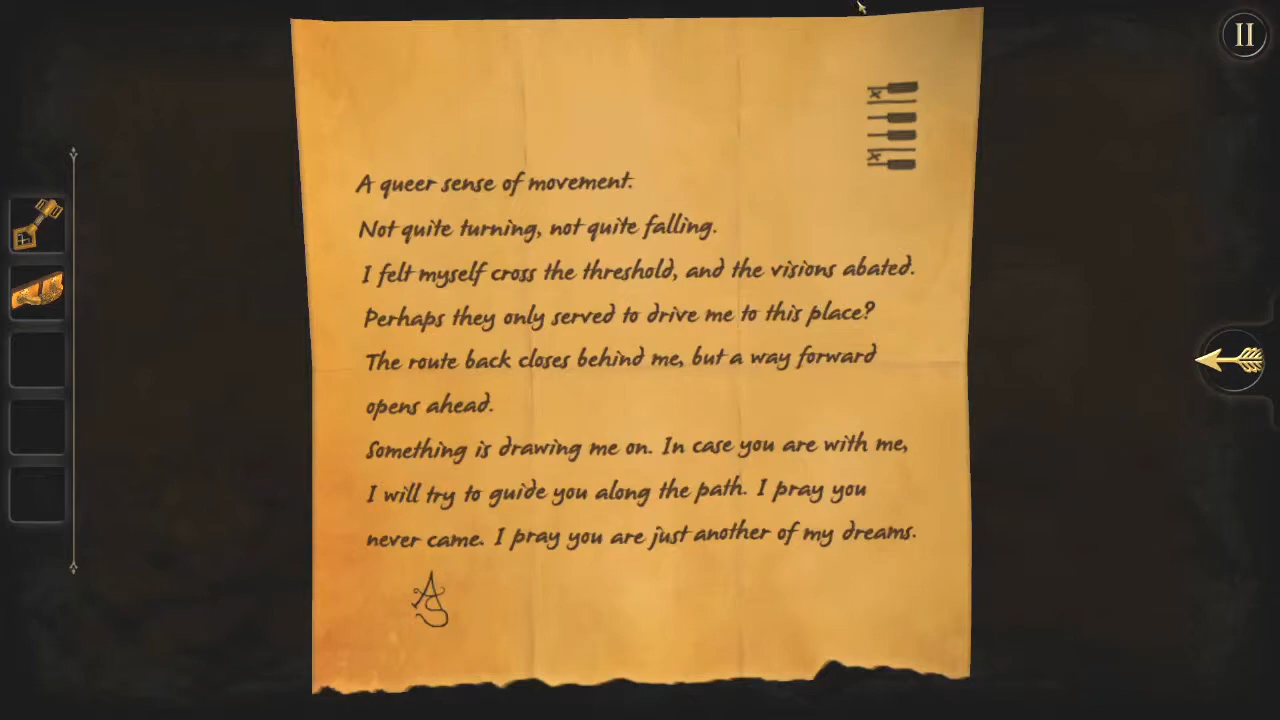 A queer sense of movement.
Not quite turning, not quite falling.
I felt myself cross the threshold, and the visions abated.
Perhaps they only served to drive me to this place?
The route back closes behind me, but a way forward
opens ahead.
Something is drawing me on. In case you are with me,
I will try to guide you along the path. I pray you
never came. I pray you are just another of my dreams.
AS